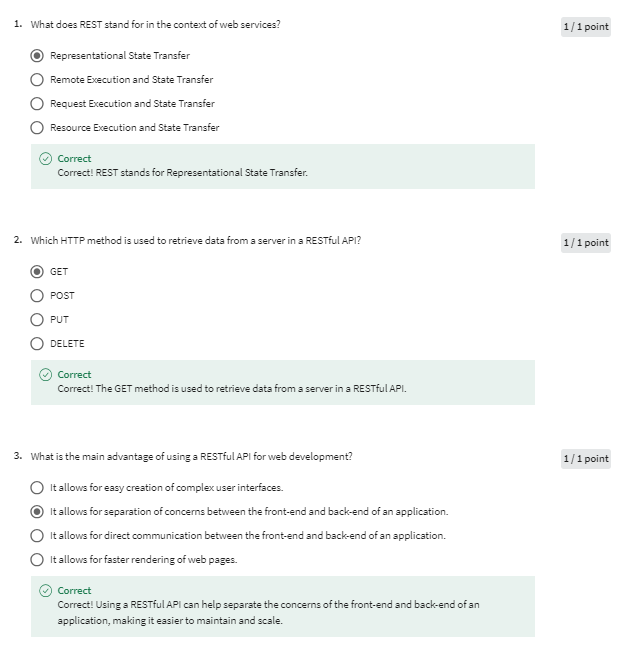 1. What does REST stand for in the context of web services?
1 / 1 point
Representational State Transfer
Remote Execution and State Transfer
Request Execution and State Transfer
Resource Execution and State Transfer
Correct
Correct! REST stands for Representational State Transfer.
2. Which HTTP method is used to retrieve data from a server in a RESTful API?
1 / 1 point
GET
POST
PUT
DELETE
Correct
Correct! The GET method is used to retrieve data from a server in a RESTful API.
3. What is the main advantage of using a RESTful API for web development?
1 / 1 point
It allows for easy creation of complex user interfaces.
It allows for separation of concerns between the front-end and back-end of an application.
It allows for direct communication between the front-end and back-end of an application.
It allows for faster rendering of web pages.
Correct
Correct! Using a RESTful API can help separate the concerns of the front-end and back-end of an
application, making it easier to maintain and scale.